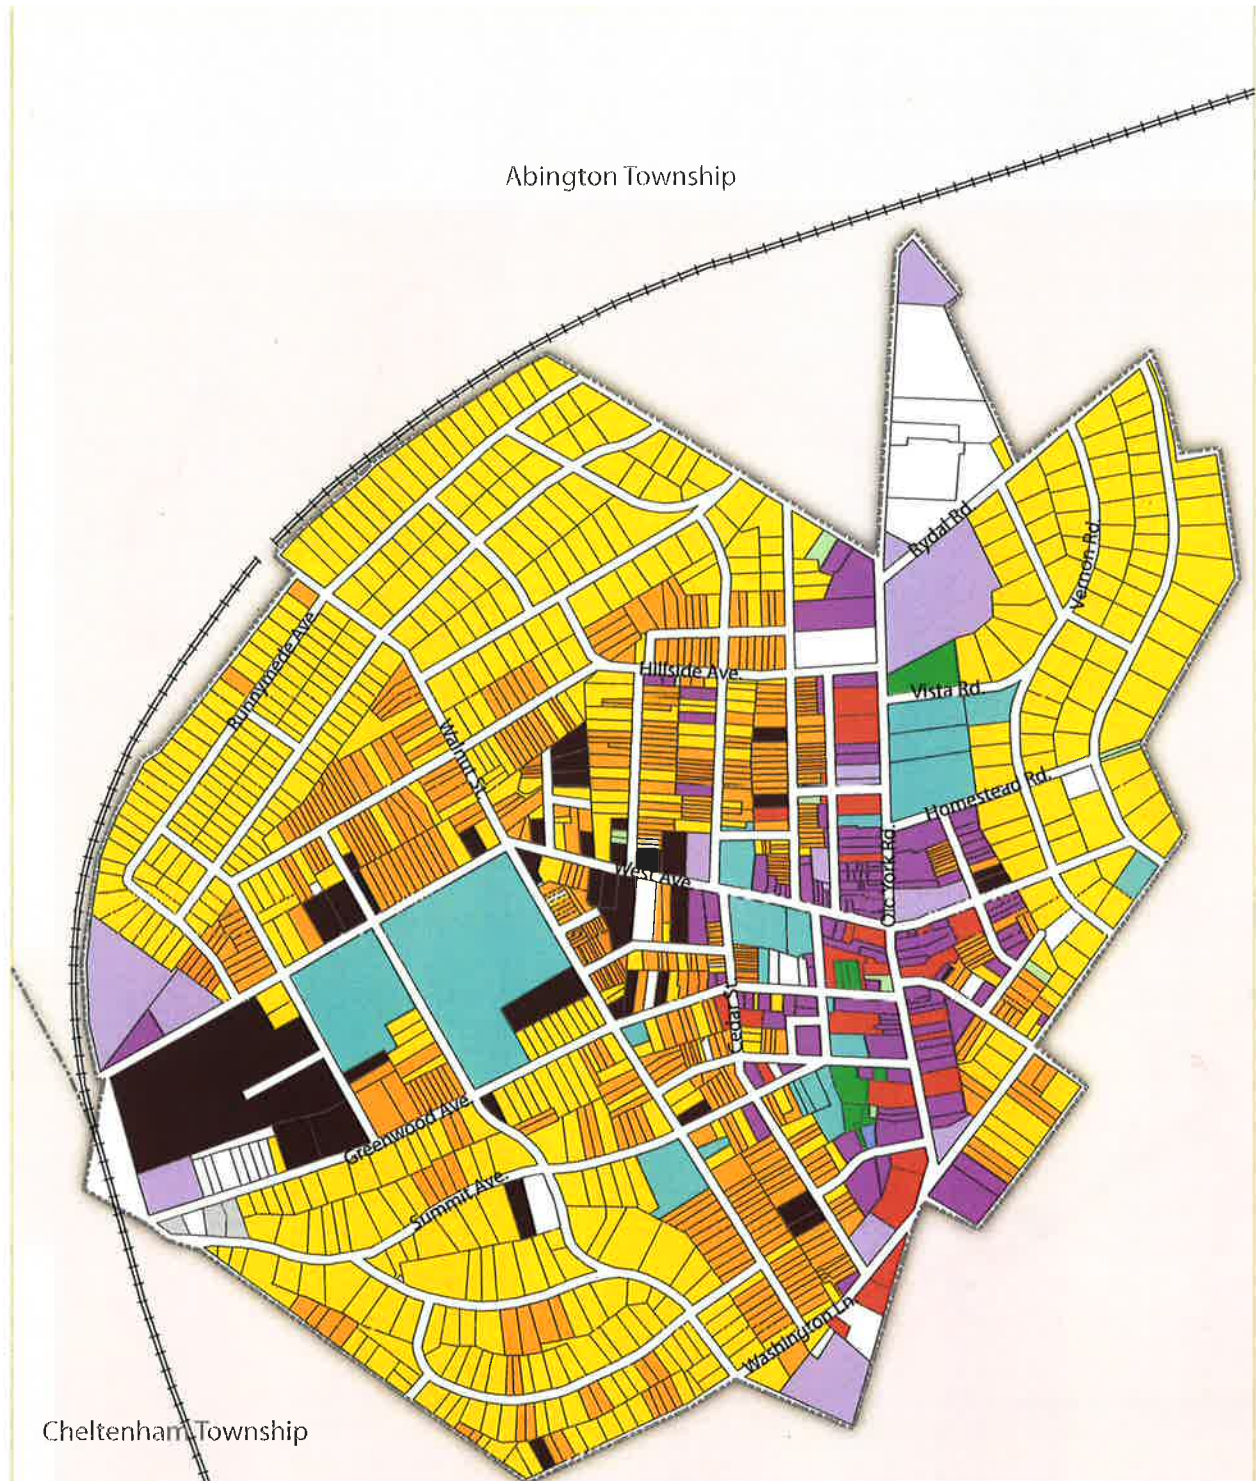 Abington Township
Rydal Rd.
Vernon Rd
Runnymede Ave
Hillside Ave.
Vista Rd.
Walnut St.
Homestead Rd.
West Ave
Old York Rd.
Cedar St.
Greenwood Ave
Summit Ave.
Washington Ln.
Cheltenham Township